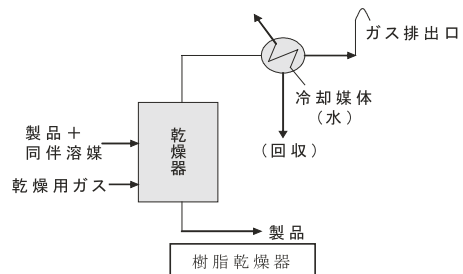 ガス排出口
冷却媒体
（水）
（回収）
製品＋
同伴溶媒
乾燥用ガス
乾燥器
製品
樹脂乾燥器